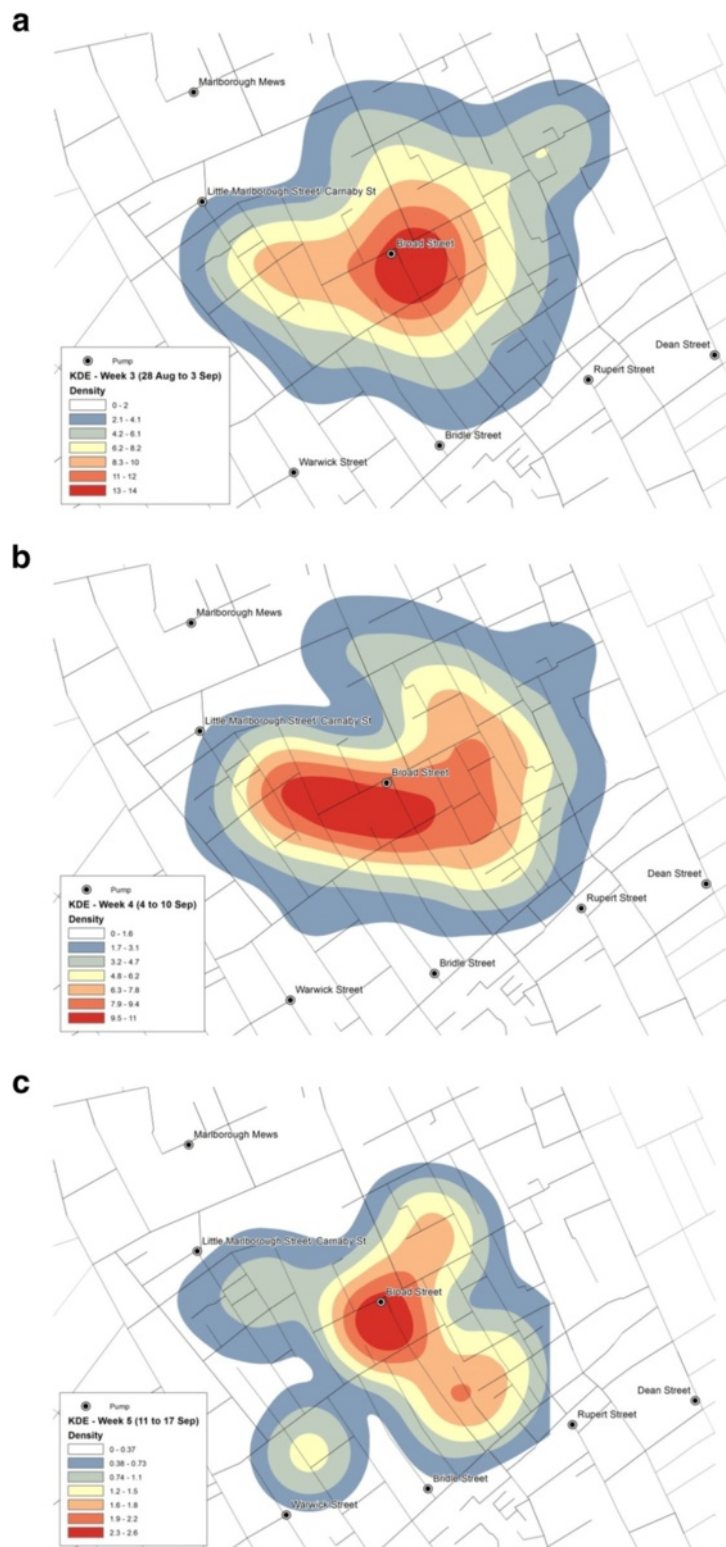 a
Marlborough Mews
Little Marlborough Street/ Carnaby St
Broad Street
Dean Street
Rupert Street
Bridle Street
Warwick Street
Pump
KDE - Week 3 (28 Aug to 3 Sep)
Density
0 - 2
2.1 - 4.1
4.2 - 6.1
6.2 - 8.2
8.3 - 10
11 - 12
13 - 14
b
Marlborough Mews
Little Marlborough Street/ Carnaby St
Broad Street
Dean Street
Rupert Street
Bridle Street
Warwick Street
Pump
KDE - Week 4 (4 to 10 Sep)
Density
0 - 1.6
1.7 - 3.1
3.2 - 4.7
4.8 - 6.2
6.3 - 7.8
7.9 - 9.4
9.5 - 11
c
Marlborough Mews
Little Marlborough Street/ Carnaby St
Broad Street
Dean Street
Rupert Street
Bridle Street
Warwick Street
Pump
KDE - Week 5 (11 to 17 Sep)
Density
0 - 0.37
0.38 - 0.73
0.74 - 1.1
1.2 - 1.5
1.6 - 1.8
1.9 - 2.2
2.3 - 2.6